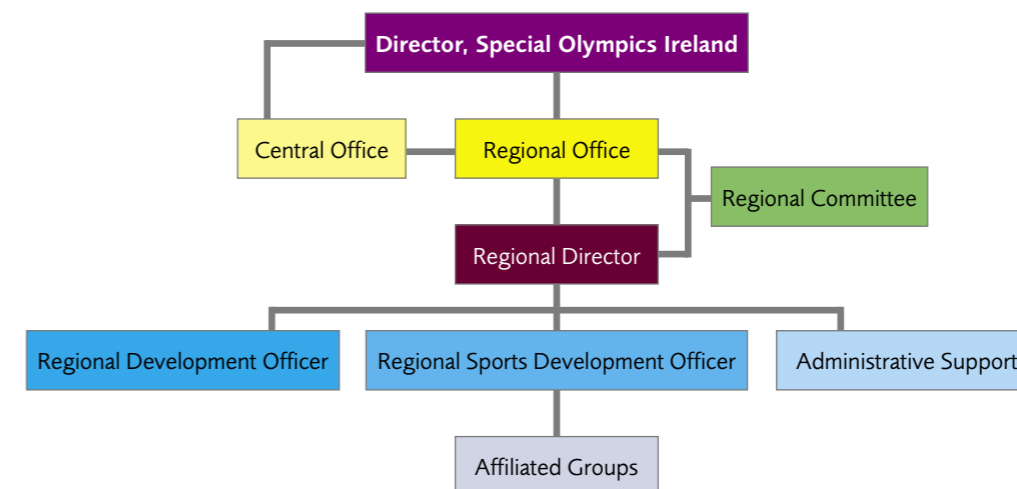 Director, Special Olympics Ireland
Central Office
Regional Office
Regional Committee
Regional Director
Regional Development Officer
Regional Sports Development Officer
Administrative Support
Affiliated Groups